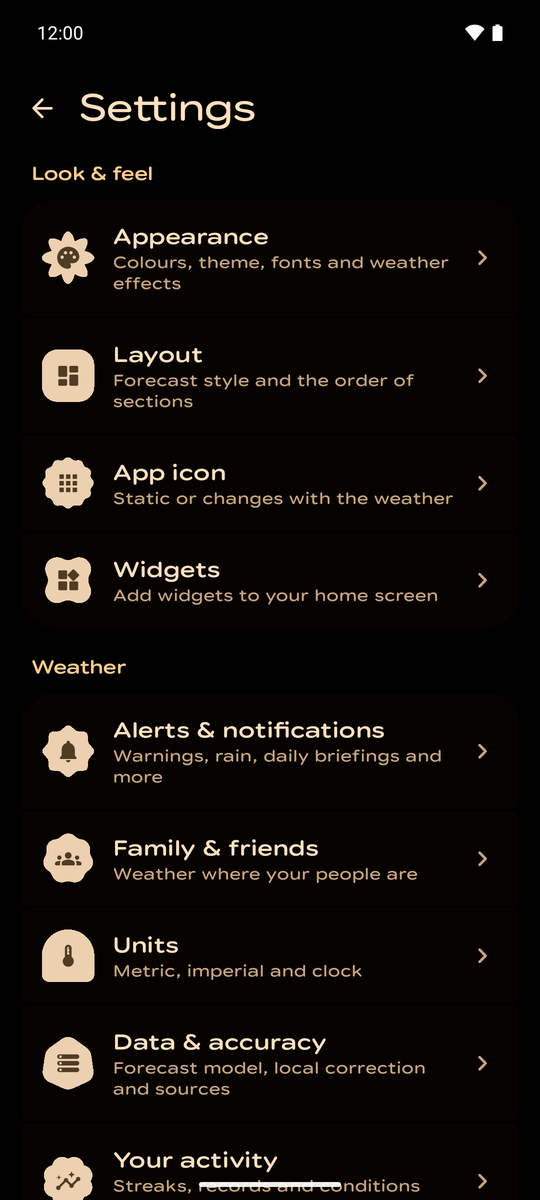 12:00
Settings
Look & feel
Appearance
Colours, theme, fonts and weather
effects
Layout
Forecast style and the order of
sections
App icon
Static or changes with the weather
Widgets
Add widgets to your home screen
Weather
Alerts & notifications
Warnings, rain, daily briefings and
more
Family & friends
Weather where your people are
Units
Metric, imperial and clock
Data & accuracy
Forecast model, local correction
and sources
Your activity
Streaks, records and conditions